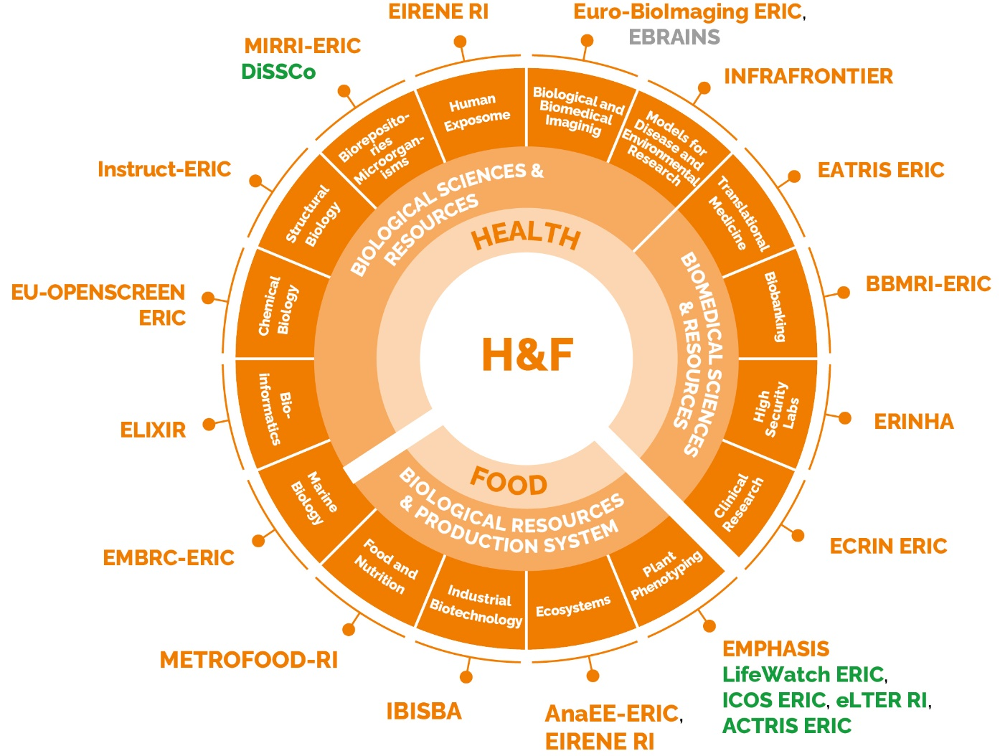 EIRENE RI
Euro-BioImaging ERIC,
EBRAINS
MIRRI-ERIC
DiSSCo
INFRAFRONTIER
Instruct-ERIC
EATRIS ERIC
EU-OPENSCREEN
ERIC
BBMRI-ERIC
ELIXIR
ERINHA
EMBRC-ERIC
ECRIN ERIC
METROFOOD-RI
IBISBA
AnaEE-ERIC,
EIRENE RI
EMPHASIS
LifeWatch ERIC,
ICOS ERIC, eLTER RI,
ACTRIS ERIC
Human
Exposome
Biological and
Biomedical
Imaginig
Models for
Disease and
Environmental
Research
Translational
Medicine
Biobanking
High
Security
Labs
Clinical
Research
Plant
Phenotyping
Ecosystems
Industrial
Biotechnology
Food and
Nutrition
Marine
Biology
Bio-
informatics
Chemical
Biology
Structural
Biology
Bioreposito-
ries
Microorgan-
isms
BIOLOGICAL SCIENCES &
RESOURCES
BIOMEDICAL SCIENCES
& RESOURCES
BIOLOGICAL RESOURCES
& PRODUCTION SYSTEM
HEALTH
FOOD
H&F